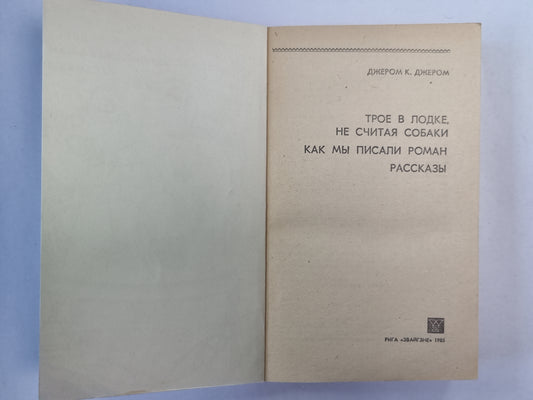 ДЖЕРОМ К. ДЖЕРОМ
ТРОЕ В ЛОДКЕ,
НЕ СЧИТАЯ СОБАКИ
КАК МЫ ПИСАЛИ РОМАН
РАССКАЗЫ
РИГА «ЗВАЙГЗНЕ» 1985